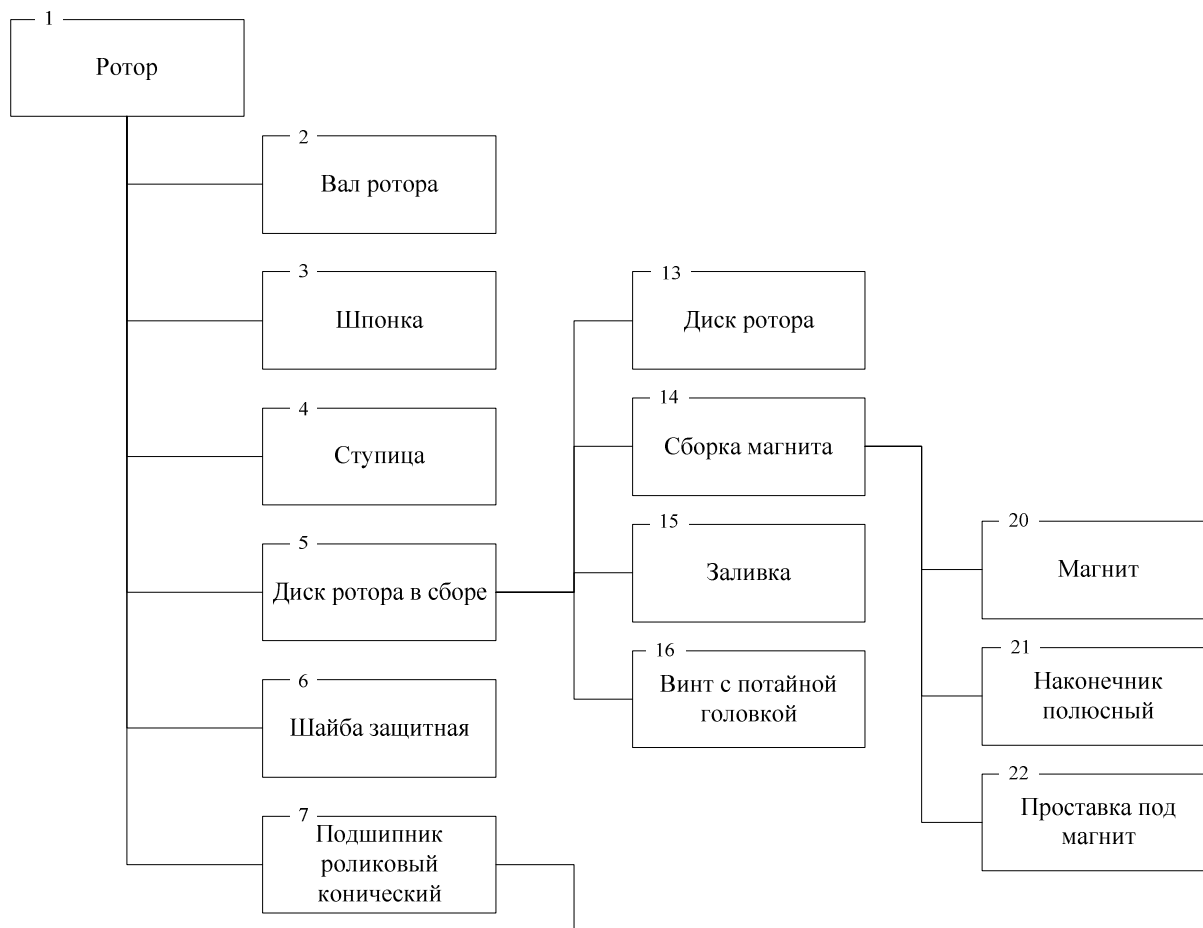 1
Ротор
2
Вал ротора
3
Шпонка
4
Ступица
5
Диск ротора в сборе
6
Шайба защитная
7
Подшипник
роликовый
конический
13
Диск ротора
14
Сборка магнита
15
Заливка
16
Винт с потайной
головкой
20
Магнит
21
Наконечник
полюсный
22
Проставка под
магнит